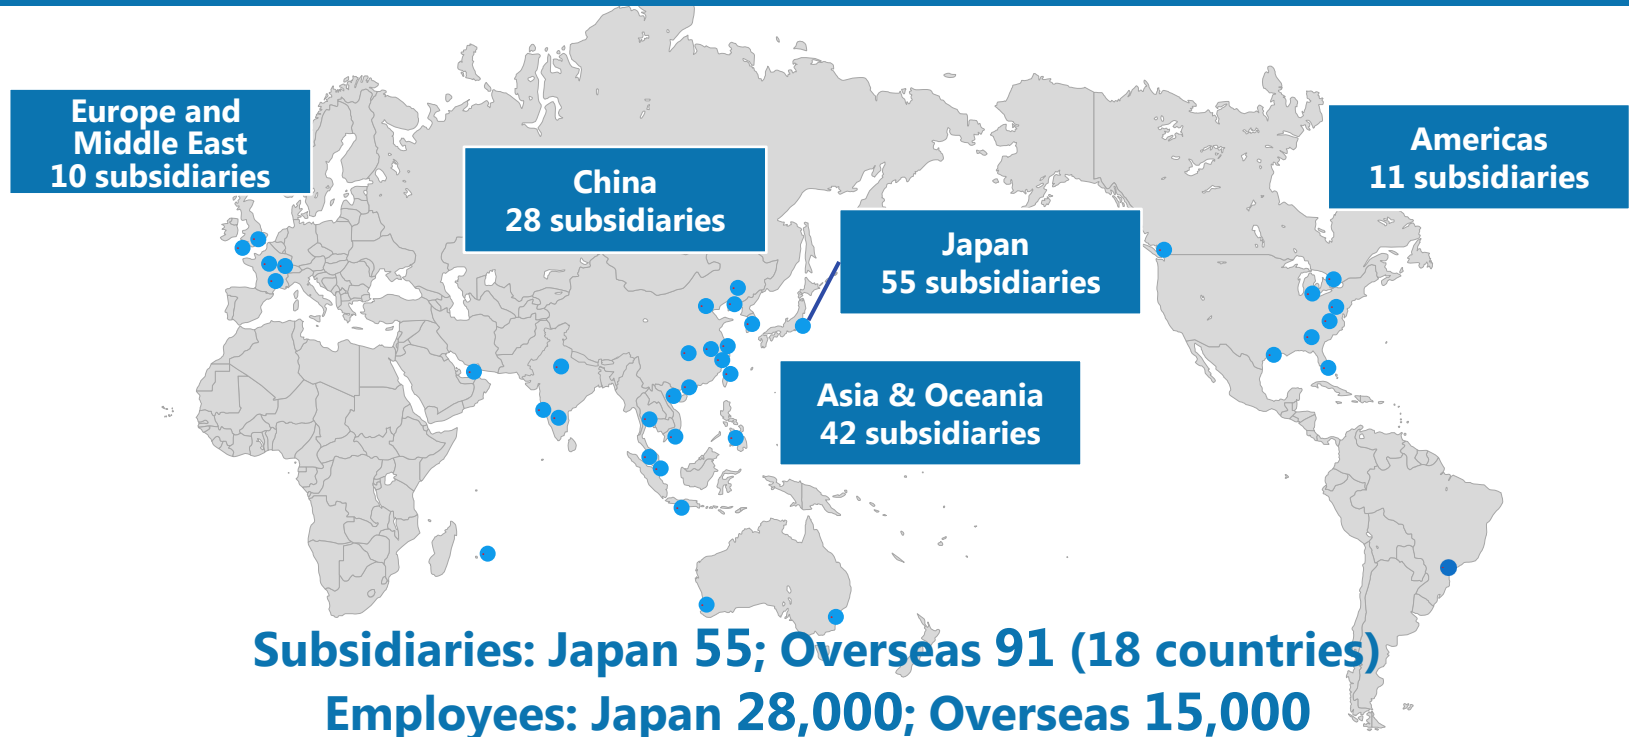 Europe and
Middle East
10 subsidiaries
China
28 subsidiaries
Japan
55 subsidiaries
Americas
11 subsidiaries
Asia & Oceania
42 subsidiaries
Subsidiaries: Japan 55; Overseas 91 (18 countries)
Employees: Japan 28,000; Overseas 15,000